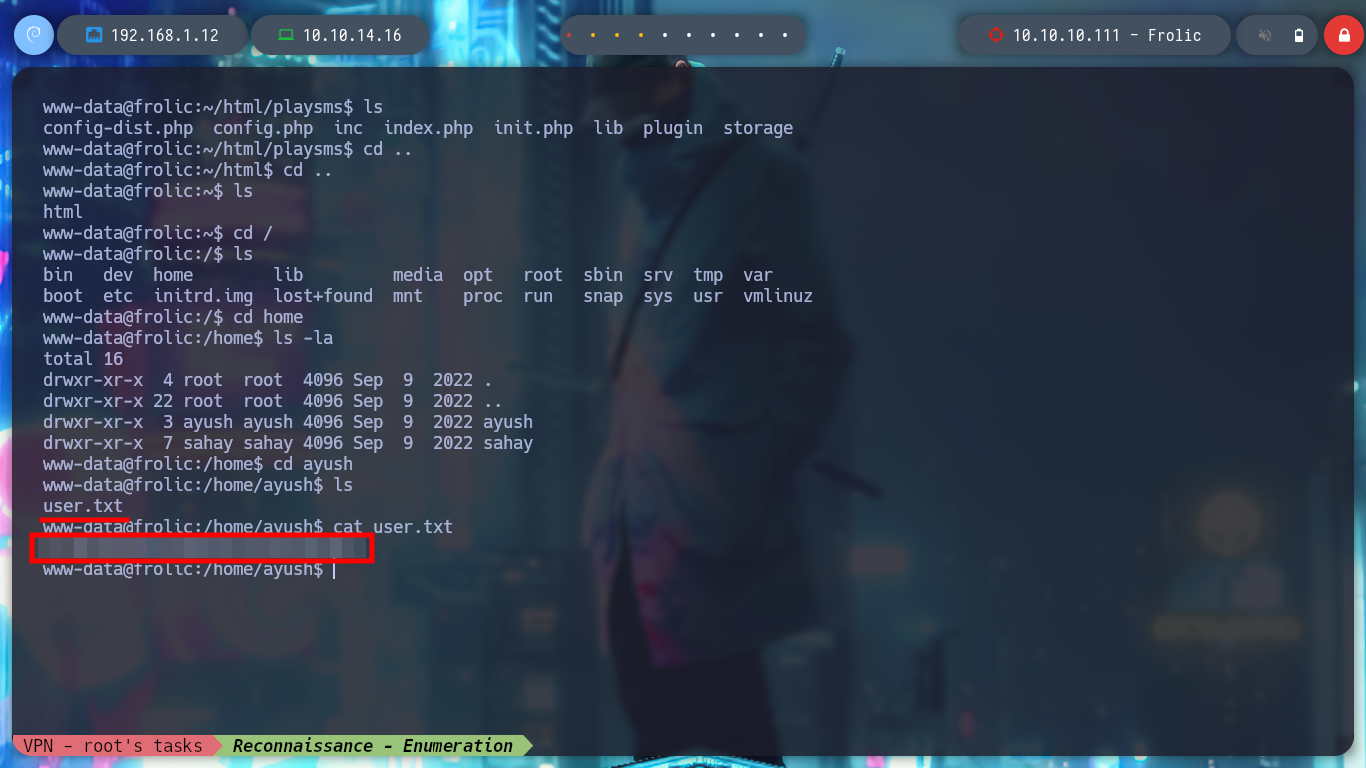 192.168.1.12 10.10.14.16 10.10.10.111 - Frolic
www-data@frolic:~/html/playsms$ ls
config-dist.php  config.php  inc  index.php  init.php  lib  plugin  storage
www-data@frolic:~/html/playsms$ cd ..
www-data@frolic:~/html$ cd ..
www-data@frolic:~$ ls
html
www-data@frolic:~$ cd /
www-data@frolic:/$ ls
bin   dev  home        lib         media  opt   root  sbin  srv  tmp  var
boot  etc  initrd.img  lost+found  mnt    proc  run   snap  sys  usr  vmlinuz
www-data@frolic:/$ cd home
www-data@frolic:/home$ ls -la
total 16
drwxr-xr-x  4 root  root  4096 Sep  9  2022 .
drwxr-xr-x 22 root  root  4096 Sep  9  2022 ..
drwxr-xr-x  3 ayush ayush 4096 Sep  9  2022 ayush
drwxr-xr-x  7 sahay sahay 4096 Sep  9  2022 sahay
www-data@frolic:/home$ cd ayush
www-data@frolic:/home/ayush$ ls
user.txt
www-data@frolic:/home/ayush$ cat user.txt
www-data@frolic:/home/ayush$
VPN - root's tasks Reconnaissance - Enumeration